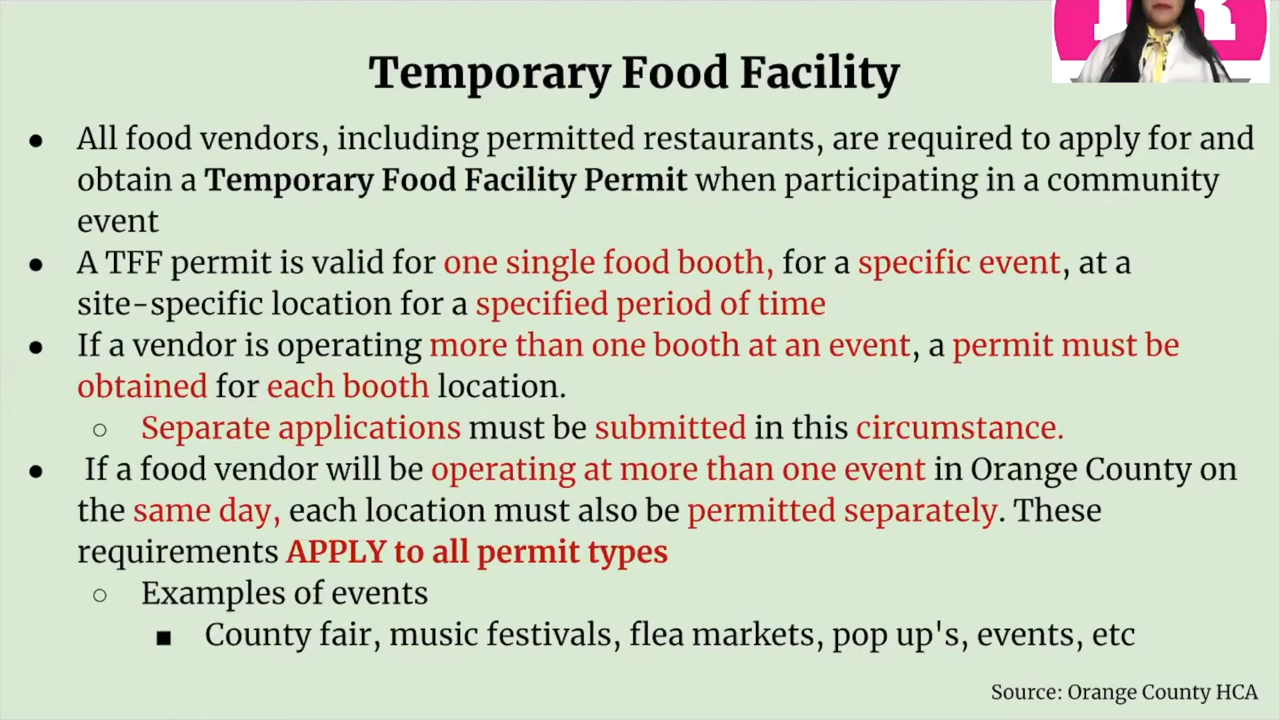 Temporary Food Facility
● All food vendors, including permitted restaurants, are required to apply for and
obtain a Temporary Food Facility Permit when participating in a community
event
● A TFF permit is valid for one single food booth, for a specific event, at a
site-specific location for a specified period of time
● If a vendor is operating more than one booth at an event, a permit must be
obtained for each booth location.
○ Separate applications must be submitted in this circumstance.
● If a food vendor will be operating at more than one event in Orange County on
the same day, each location must also be permitted separately. These
requirements APPLY to all permit types
○ Examples of events
■ County fair, music festivals, flea markets, pop up's, events, etc
Source: Orange County HCA